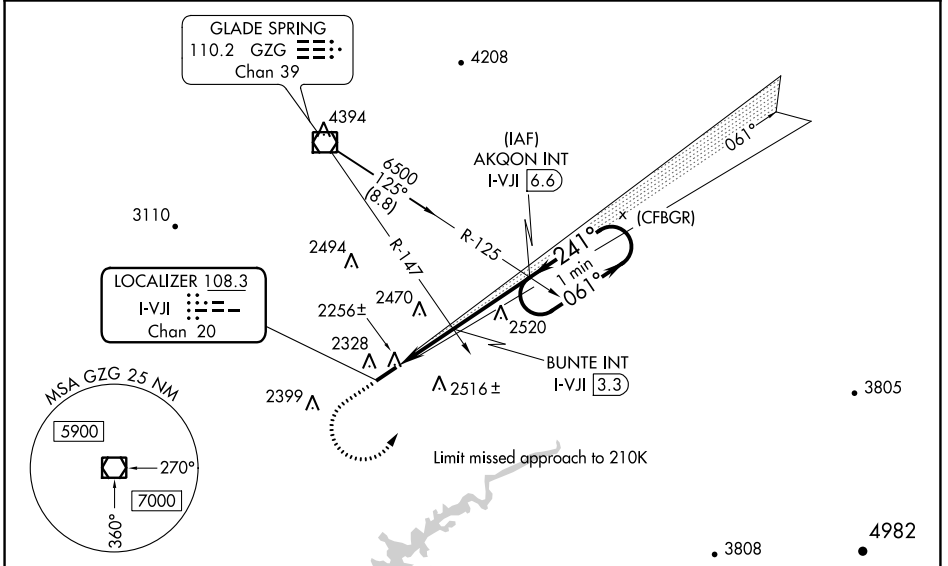 GLADE SPRING
110.2 GZG
Chan 39
4208
4394
(IAF)
AKQON INT
I-VJI 6.6
061°
6500
125°
(8.8)
3110
R-125
(CFBGR)
241°
1 min
061°
R-147
2494
LOCALIZER 108.3
I-VJI
Chan 20
2470
2256±
2520
2328
BUNTE INT
I-VJI 3.3
2399
2516 ±
3805
MSA GZG 25 NM
5900
270°
7000
360°
Limit missed approach to 210K
4982
3808